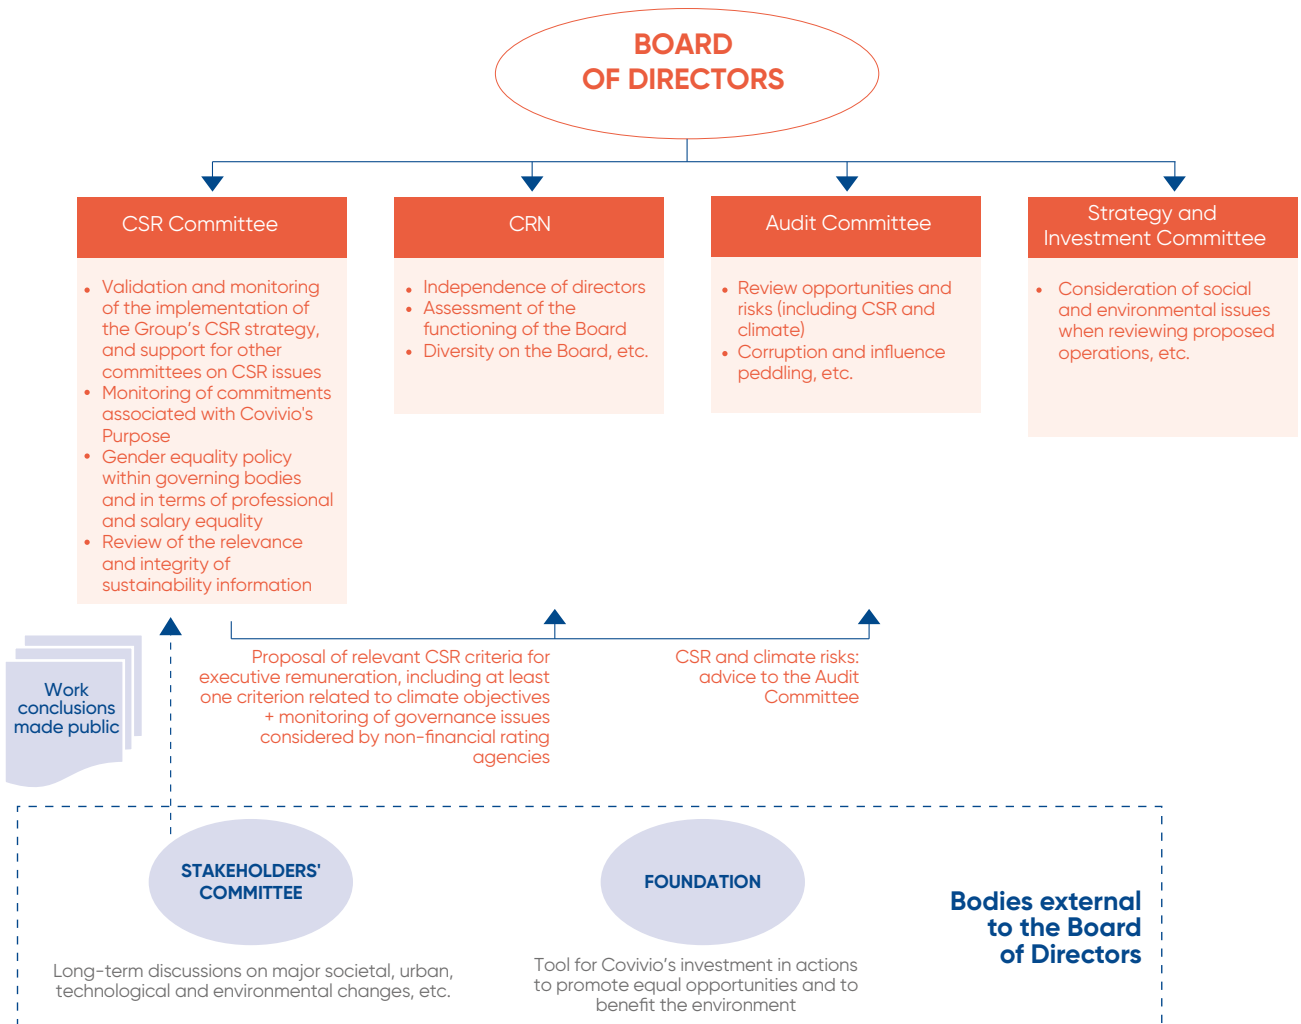 BOARD
OF DIRECTORS
CSR Committee
• Validation and monitoring
of the implementation of
the Group's CSR strategy,
and support for other
committees on CSR issues
• Monitoring of commitments
associated with Covivio's
Purpose
• Gender equality policy
within governing bodies
and in terms of professional
and salary equality
• Review of the relevance
and integrity of
sustainability information
CRN
• Independence of directors
• Assessment of the
functioning of the Board
• Diversity on the Board, etc.
Audit Committee
• Review opportunities and
risks (including CSR and
climate)
• Corruption and influence
peddling, etc.
Strategy and
Investment Committee
• Consideration of social
and environmental issues
when reviewing proposed
operations, etc.
Work
conclusions
made public
Proposal of relevant CSR criteria for
executive remuneration, including at least
one criterion related to climate objectives
+ monitoring of governance issues
considered by non-financial rating
agencies
CSR and climate risks:
advice to the Audit
Committee
STAKEHOLDERS'
COMMITTEE
Long-term discussions on major societal, urban,
technological and environmental changes, etc.
FOUNDATION
Tool for Covivio's investment in actions
to promote equal opportunities and to
benefit the environment
Bodies external
to the Board
of Directors